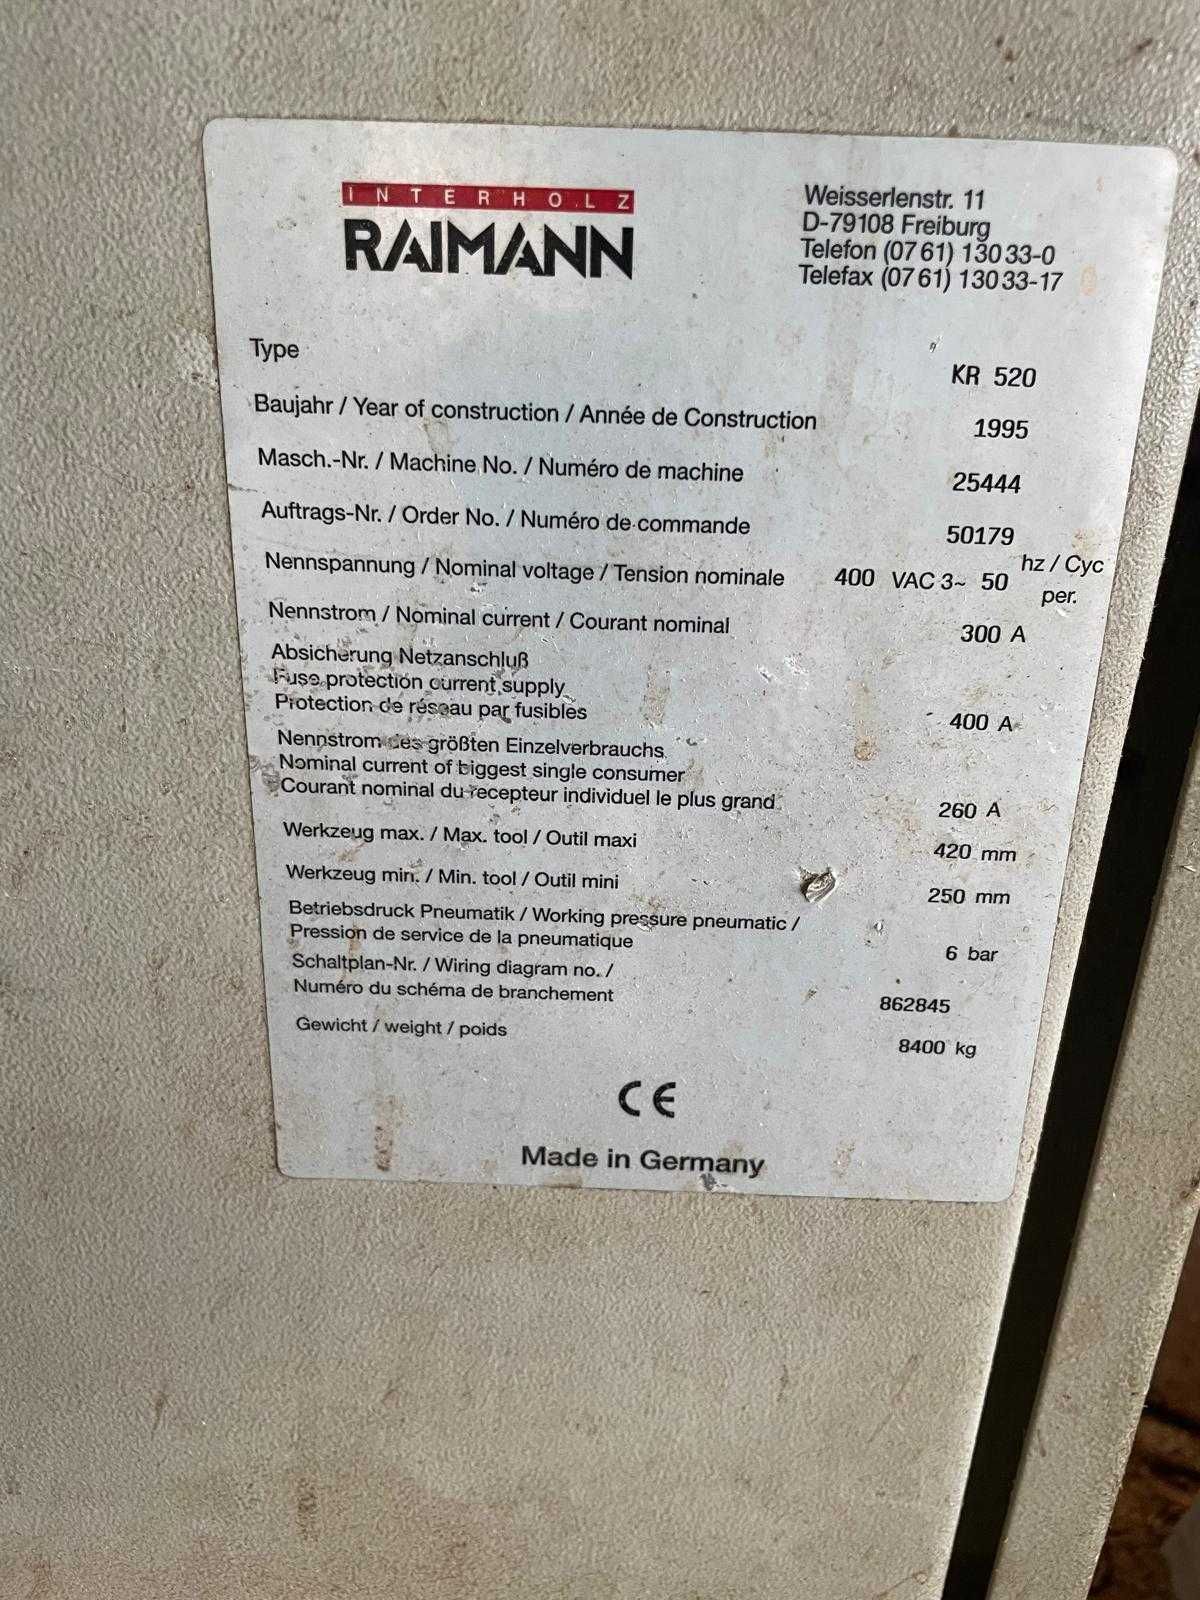 INTERHOLZ
RAIMANN
Weisserlenstr. 11
D-79108 Freiburg
Telefon (07 61) 130 33-0
Telefax (07 61) 130 33-17
Type KR 520
Baujahr / Year of construction / Année de Construction 1995
Masch.-Nr. / Machine No. / Numéro de machine 25444
Auftrags-Nr. / Order No. / Numéro de commande 50179
Nennspannung / Nominal voltage / Tension nominale 400 VAC 3~ 50 hz / Cyc
per.
Nennstrom / Nominal current / Courant nominal 300 A
Absicherung Netzanschluß
Fuse protection current supply
Protection de réseau par fusibles 400 A
Nennstrom des größten Einzelverbrauchs
Nominal current of biggest single consumer
Courant nominal du recepteur individuel le plus grand 260 A
Werkzeug max. / Max. tool / Outil maxi 420 mm
Werkzeug min. / Min. tool / Outil mini 250 mm
Betriebsdruck Pneumatik / Working pressure pneumatic /
Pression de service de la pneumatique 6 bar
Schaltplan-Nr. / Wiring diagram no. /
Numéro du schéma de branchement 862845
Gewicht / weight / poids 8400 kg
CE
Made in Germany